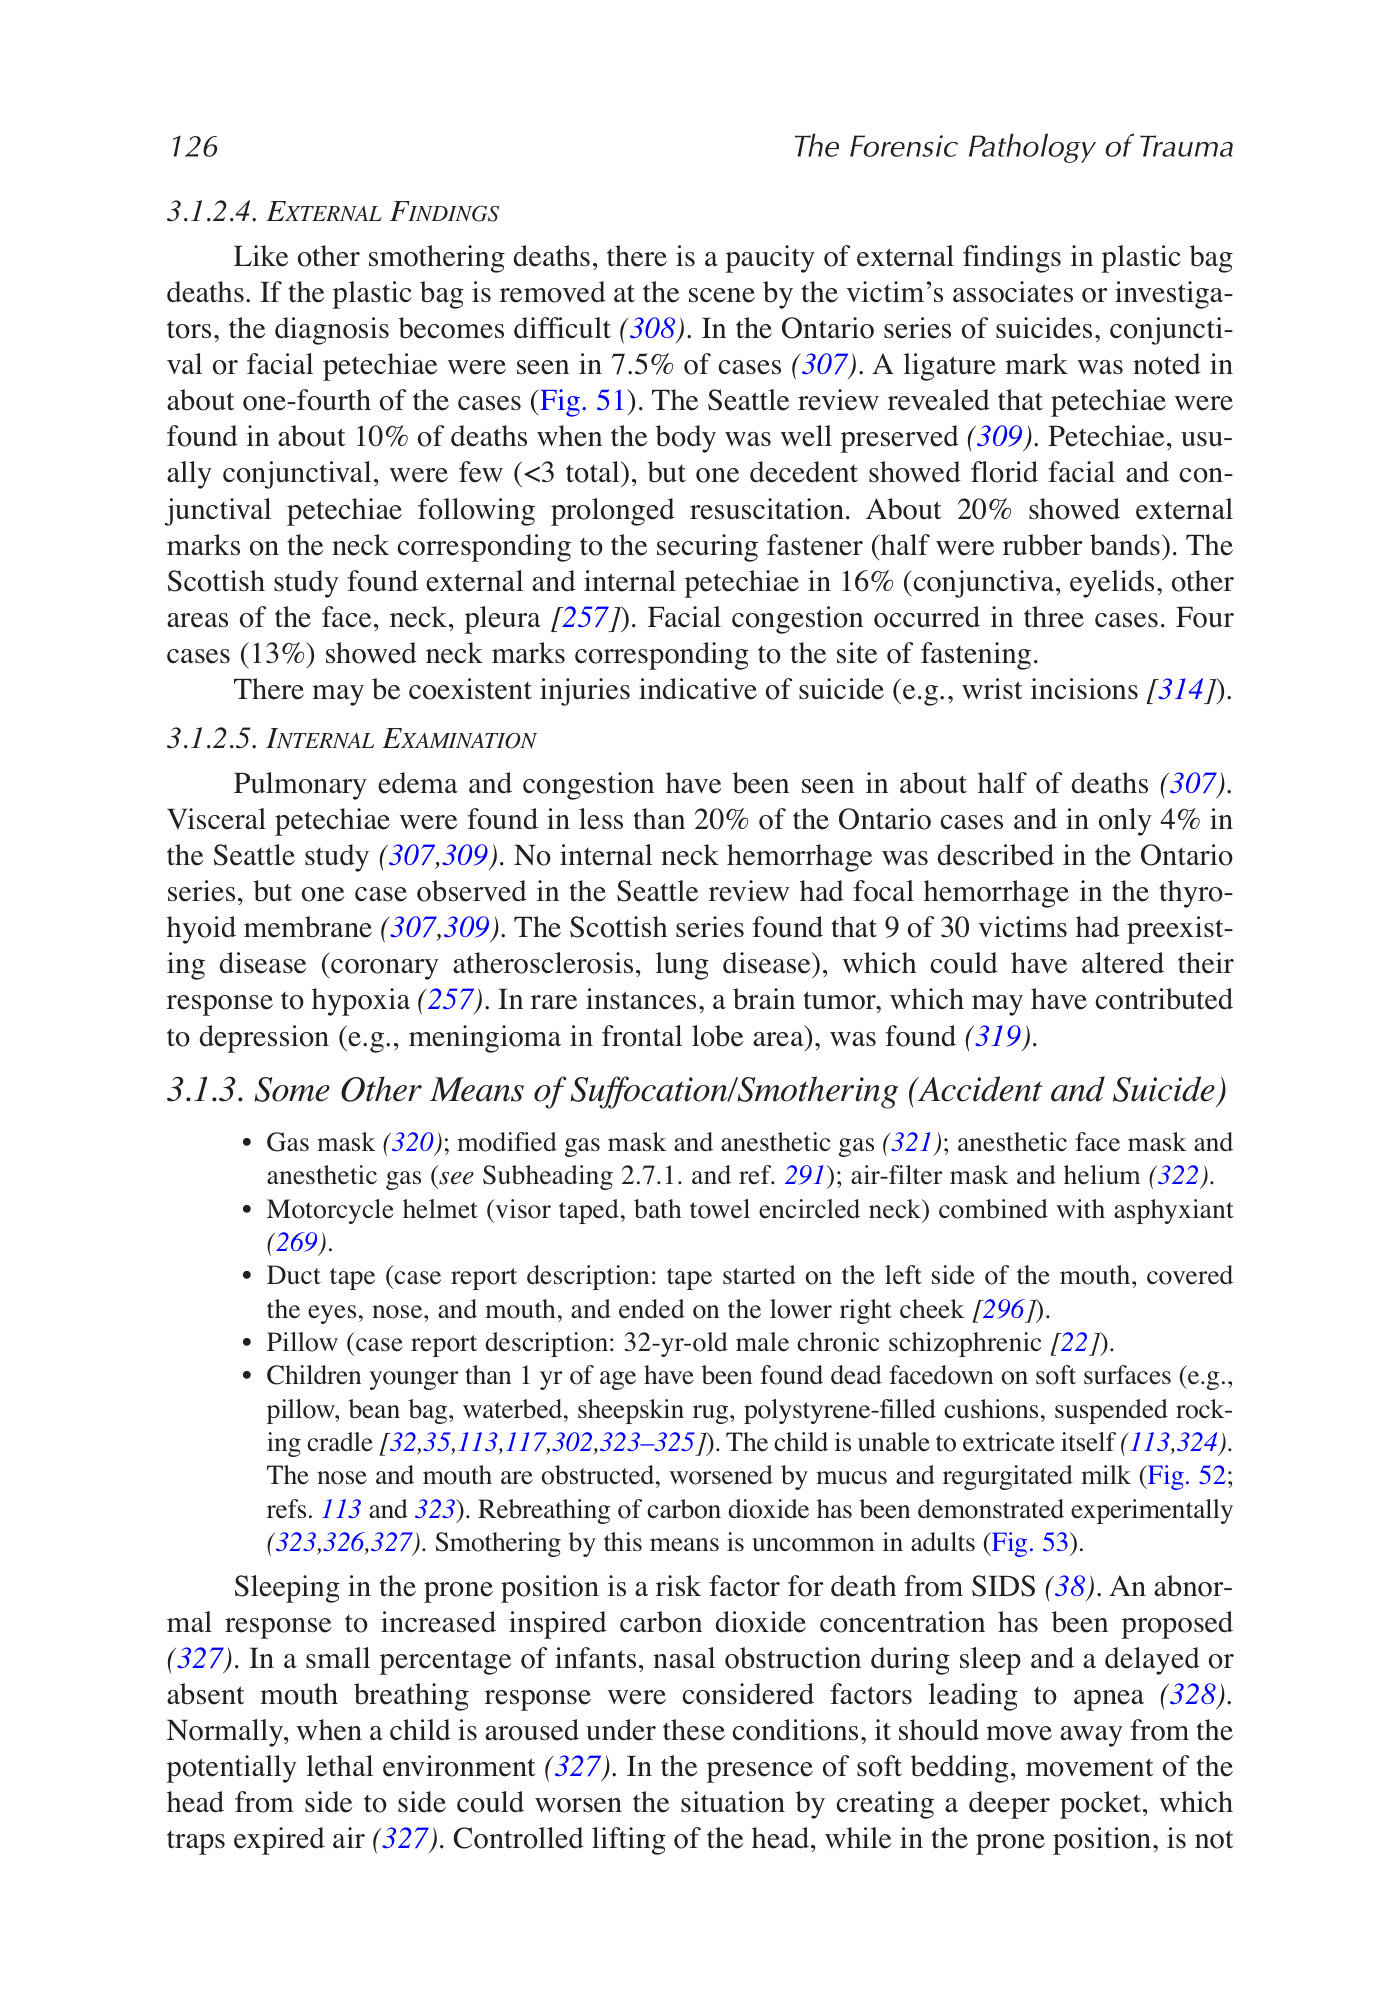 126 The Forensic Pathology of Trauma
3.1.2.4. EXTERNAL FINDINGS
Like other smothering deaths, there is a paucity of external findings in plastic bag
deaths. If the plastic bag is removed at the scene by the victim's associates or investiga-
tors, the diagnosis becomes difficult (308). In the Ontario series of suicides, conjuncti-
val or facial petechiae were seen in 7.5% of cases (307). A ligature mark was noted in
about one-fourth of the cases (Fig. 51). The Seattle review revealed that petechiae were
found in about 10% of deaths when the body was well preserved (309). Petechiae, usu-
ally conjunctival, were few (<3 total), but one decedent showed florid facial and con-
junctival petechiae following prolonged resuscitation. About 20% showed external
marks on the neck corresponding to the securing fastener (half were rubber bands). The
Scottish study found external and internal petechiae in 16% (conjunctiva, eyelids, other
areas of the face, neck, pleura [257]). Facial congestion occurred in three cases. Four
cases (13%) showed neck marks corresponding to the site of fastening.
There may be coexistent injuries indicative of suicide (e.g., wrist incisions [314]).
3.1.2.5. INTERNAL EXAMINATION
Pulmonary edema and congestion have been seen in about half of deaths (307).
Visceral petechiae were found in less than 20% of the Ontario cases and in only 4% in
the Seattle study (307,309). No internal neck hemorrhage was described in the Ontario
series, but one case observed in the Seattle review had focal hemorrhage in the thyro-
hyoid membrane (307,309). The Scottish series found that 9 of 30 victims had preexist-
ing disease (coronary atherosclerosis, lung disease), which could have altered their
response to hypoxia (257). In rare instances, a brain tumor, which may have contributed
to depression (e.g., meningioma in frontal lobe area), was found (319).
3.1.3. Some Other Means of Suffocation/Smothering (Accident and Suicide)
• Gas mask (320); modified gas mask and anesthetic gas (321); anesthetic face mask and
anesthetic gas (see Subheading 2.7.1. and ref. 291); air-filter mask and helium (322).
• Motorcycle helmet (visor taped, bath towel encircled neck) combined with asphyxiant
(269).
• Duct tape (case report description: tape started on the left side of the mouth, covered
the eyes, nose, and mouth, and ended on the lower right cheek [296]).
• Pillow (case report description: 32-yr-old male chronic schizophrenic [22]).
• Children younger than 1 yr of age have been found dead facedown on soft surfaces (e.g.,
pillow, bean bag, waterbed, sheepskin rug, polystyrene-filled cushions, suspended rock-
ing cradle [32,35,113,117,302,323–325]). The child is unable to extricate itself (113,324).
The nose and mouth are obstructed, worsened by mucus and regurgitated milk (Fig. 52;
refs. 113 and 323). Rebreathing of carbon dioxide has been demonstrated experimentally
(323,326,327). Smothering by this means is uncommon in adults (Fig. 53).
Sleeping in the prone position is a risk factor for death from SIDS (38). An abnor-
mal response to increased inspired carbon dioxide concentration has been proposed
(327). In a small percentage of infants, nasal obstruction during sleep and a delayed or
absent mouth breathing response were considered factors leading to apnea (328).
Normally, when a child is aroused under these conditions, it should move away from the
potentially lethal environment (327). In the presence of soft bedding, movement of the
head from side to side could worsen the situation by creating a deeper pocket, which
traps expired air (327). Controlled lifting of the head, while in the prone position, is not